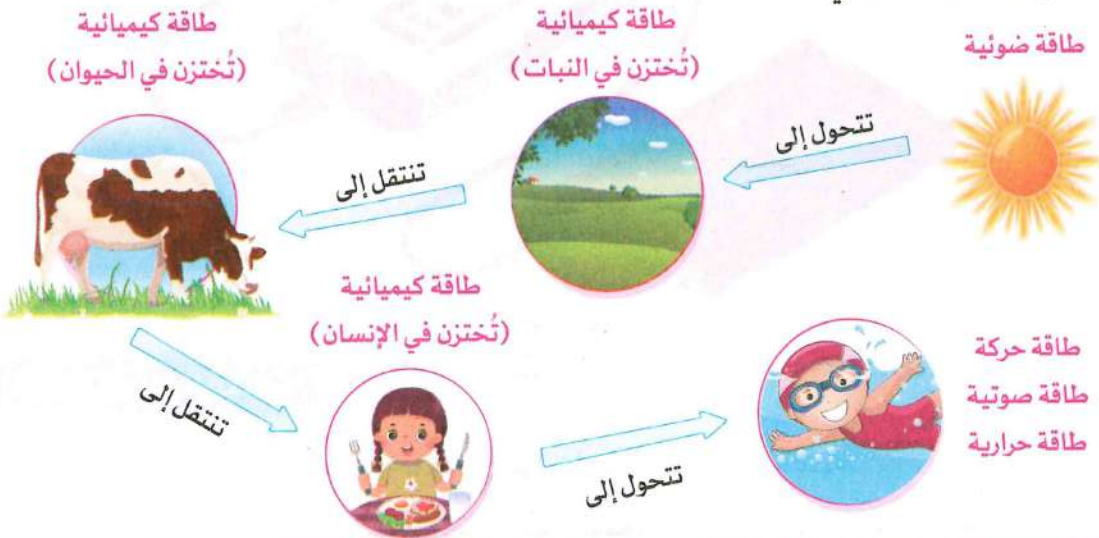 طاقة ضوئية
تتحول إلى
طاقة كيميائية
(تُختزن في النبات)
تنتقل إلى
طاقة كيميائية
(تُختزن في الحيوان)
تنتقل إلى
طاقة كيميائية
(تُختزن في الإنسان)
تتحول إلى
طاقة حركة
طاقة صوتية
طاقة حرارية